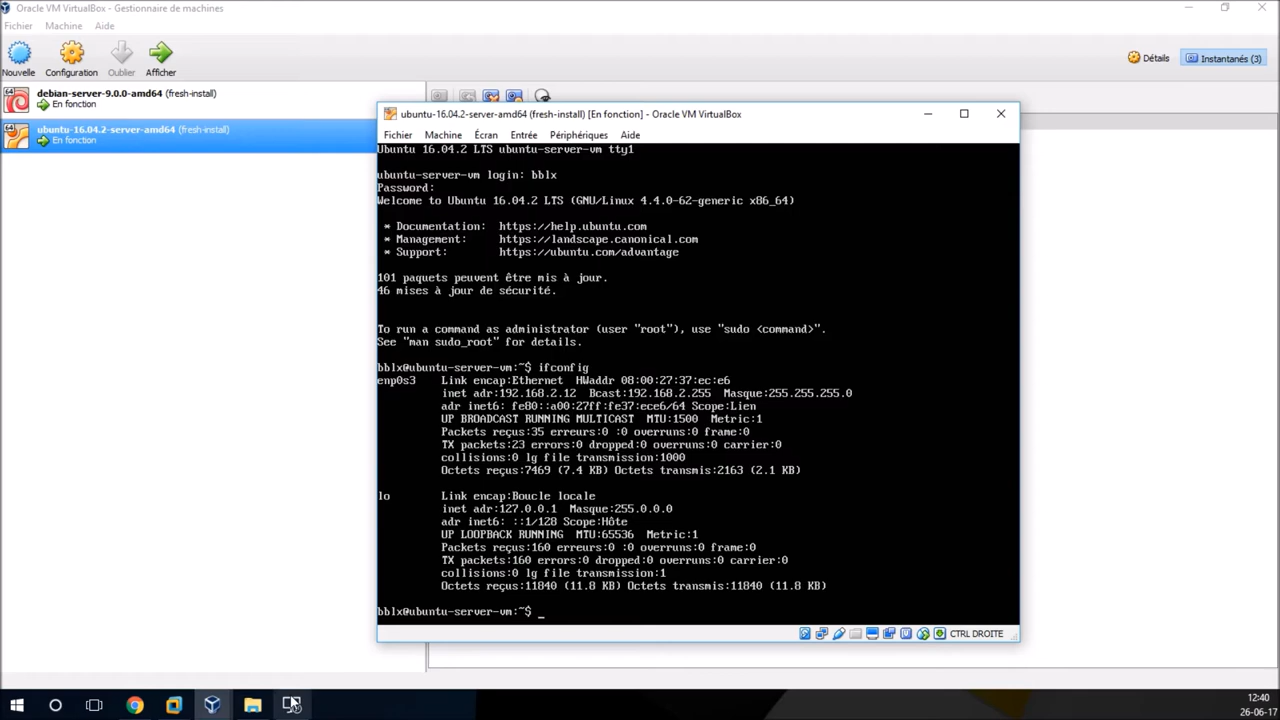 Oracle VM VirtualBox - Gestionnaire de machines
Fichier Machine Aide
Nouvelle Configuration Oublier Afficher
Détails Instantanés (3)
64 debian-server-9.0.0-amd64 (fresh-install)
En fonction
64 ubuntu-16.04.2-server-amd64 (fresh-install)
En fonction
ubuntu-16.04.2-server-amd64 (fresh-install) [En fonction] - Oracle VM VirtualBox
Fichier Machine Écran Entrée Périphériques Aide
Ubuntu 16.04.2 LTS ubuntu-server-vm tty1
ubuntu-server-vm login: bblx
Password:
Welcome to Ubuntu 16.04.2 LTS (GNU/Linux 4.4.0-62-generic x86_64)
* Documentation: https://help.ubuntu.com
* Management: https://landscape.canonical.com
* Support: https://ubuntu.com/advantage
101 paquets peuvent être mis à jour.
46 mises à jour de sécurité.
To run a command as administrator (user "root"), use "sudo <command>".
See "man sudo_root" for details.
bblx@ubuntu-server-vm:~$ ifconfig
enp0s3 Link encap:Ethernet HWaddr 08:00:27:37:ec:e6
inet adr:192.168.2.12 Bcast:192.168.2.255 Masque:255.255.255.0
adr inet6: fe80::a00:27ff:fe37:ece6/64 Scope:Lien
UP BROADCAST RUNNING MULTICAST MTU:1500 Metric:1
Packets reçus:35 erreurs:0 :0 overruns:0 frame:0
TX packets:23 errors:0 dropped:0 overruns:0 carrier:0
collisions:0 lg file transmission:1000
Octets reçus:7469 (7.4 KB) Octets transmis:2163 (2.1 KB)
lo Link encap:Boucle locale
inet adr:127.0.0.1 Masque:255.0.0.0
adr inet6: ::1/128 Scope:Hôte
UP LOOPBACK RUNNING MTU:65536 Metric:1
Packets reçus:160 erreurs:0 :0 overruns:0 frame:0
TX packets:160 errors:0 dropped:0 overruns:0 carrier:0
collisions:0 lg file transmission:1
Octets reçus:11840 (11.8 KB) Octets transmis:11840 (11.8 KB)
bblx@ubuntu-server-vm:~$ _
CTRL DROITE
12:40
26-06-17